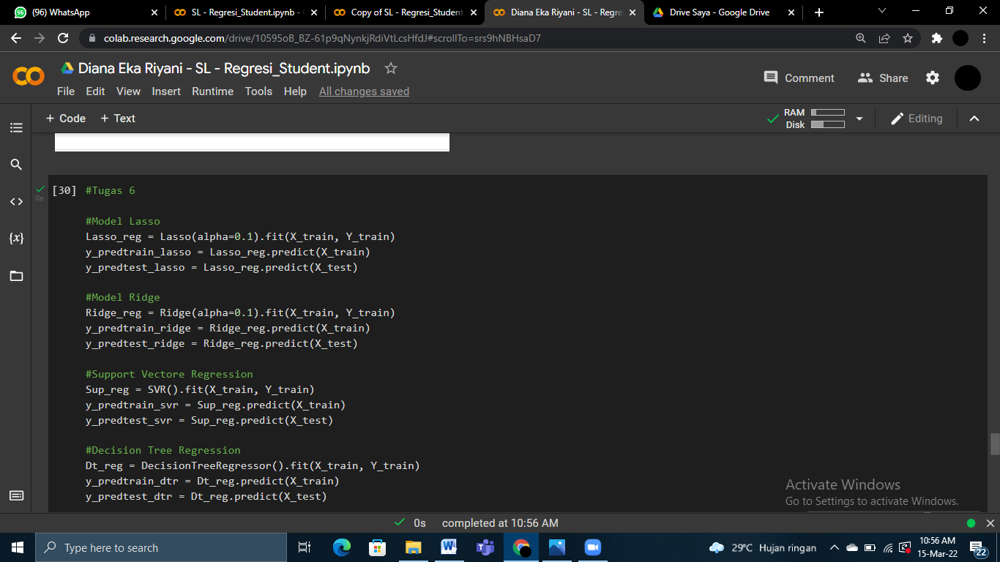 96 (96) WhatsApp
SL - Regresi_Student.ipynb -
Copy of SL - Regresi_Student
Diana Eka Riyani - SL - Regre
Drive Saya - Google Drive
colab.research.google.com/drive/10595oB_BZ-61p9qNynkjRdiVtLcsHfdJ#scrollTo=srs9hNBHsaD7
Diana Eka Riyani - SL - Regresi_Student.ipynb
Comment
Share
File Edit View Insert Runtime Tools Help All changes saved
+ Code + Text
RAM
Disk
Editing
[30] #Tugas 6
0s
#Model Lasso
Lasso_reg = Lasso(alpha=0.1).fit(X_train, Y_train)
y_predtrain_lasso = Lasso_reg.predict(X_train)
y_predtest_lasso = Lasso_reg.predict(X_test)
#Model Ridge
Ridge_reg = Ridge(alpha=0.1).fit(X_train, Y_train)
y_predtrain_ridge = Ridge_reg.predict(X_train)
y_predtest_ridge = Ridge_reg.predict(X_test)
#Support Vectore Regression
Sup_reg = SVR().fit(X_train, Y_train)
y_predtrain_svr = Sup_reg.predict(X_train)
y_predtest_svr = Sup_reg.predict(X_test)
#Decision Tree Regression
Dt_reg = DecisionTreeRegressor().fit(X_train, Y_train)
y_predtrain_dtr = Dt_reg.predict(X_train)
y_predtest_dtr = Dt_reg.predict(X_test)
Activate Windows
Go to Settings to activate Windows.
0s completed at 10:56 AM
Type here to search
29°C Hujan ringan
10:56 AM
15-Mar-22
22